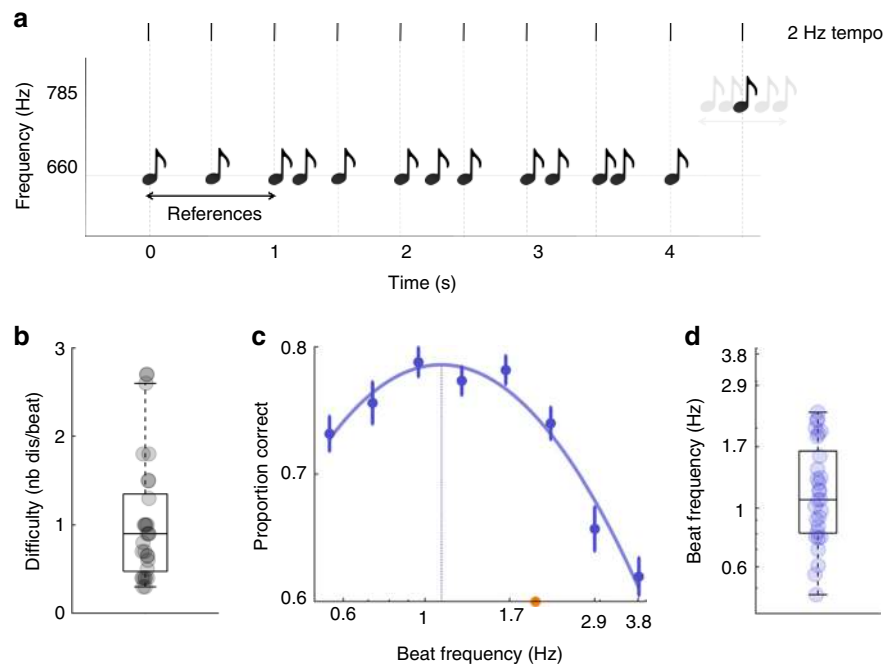 a
2 Hz tempo
Frequency (Hz)
785
660
References
0 1 2 3 4
Time (s)
b
Difficulty (nb dis/beat)
3
2
1
0
c
Proportion correct
0.8
0.7
0.6
0.6 1 1.7 2.9 3.8
Beat frequency (Hz)
d
Beat frequency (Hz)
3.8
2.9
1.7
1
0.6